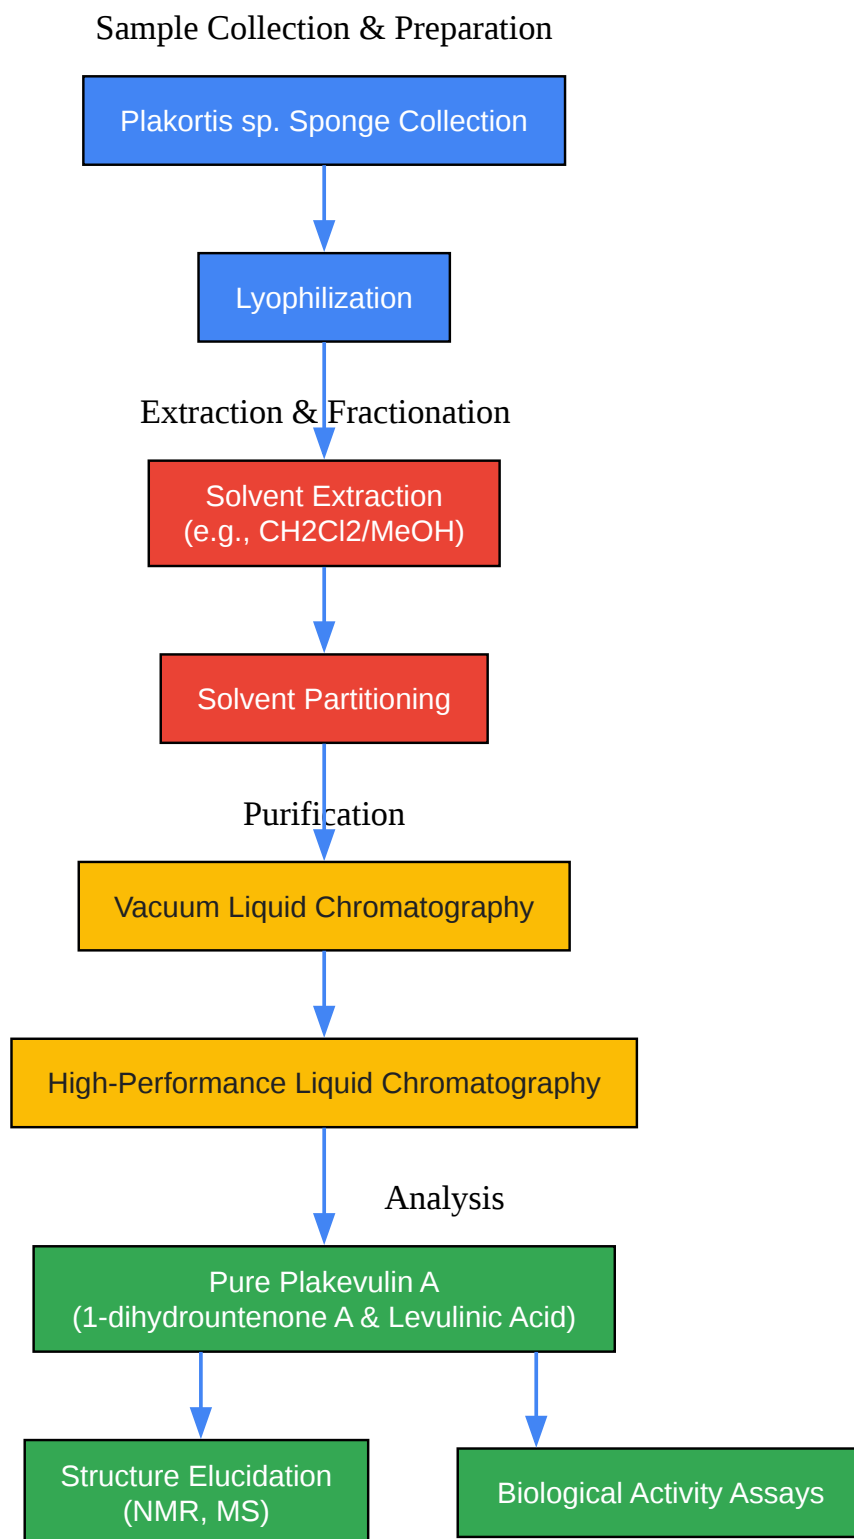 Sample Collection & Preparation
Plakortis sp. Sponge Collection
Lyophilization
Extraction & Fractionation
Solvent Extraction
(e.g., CH2Cl2/MeOH)
Solvent Partitioning
Purification
Vacuum Liquid Chromatography
High-Performance Liquid Chromatography
Analysis
Pure Plakevulin A
(1-dihydrountenone A & Levulinic Acid)
Structure Elucidation
(NMR, MS)
Biological Activity Assays